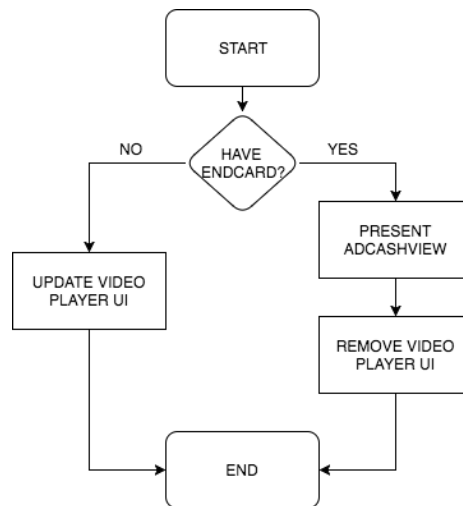 START
HAVE
ENDCARD?
NO
YES
PRESENT
ADCASHVIEW
UPDATE VIDEO
PLAYER UI
REMOVE VIDEO
PLAYER UI
END